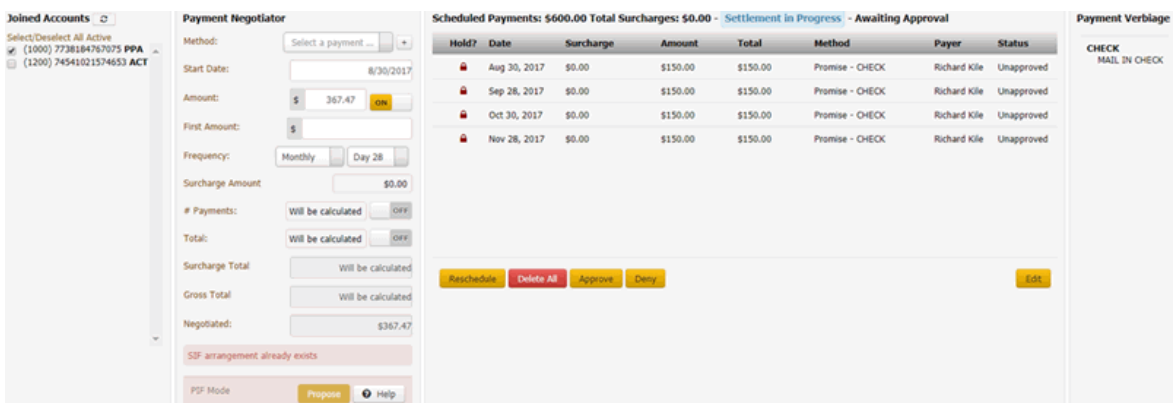 Joined Accounts
Select/Deselect All Active
(1000) 7738184767075 PPA
(1200) 74541021574653 ACT
Payment Negotiator
Method: Select a payment ... +
Start Date: 8/30/2017
Amount: $ 367.47 ON
First Amount: $
Frequency: Monthly Day 28
Surcharge Amount $0.00
# Payments: Will be calculated OFF
Total: Will be calculated OFF
Surcharge Total Will be calculated
Gross Total Will be calculated
Negotiated: $367.47
SIF arrangement already exists
PIF Mode Propose ? Help
Scheduled Payments: $600.00 Total Surcharges: $0.00 - Settlement in Progress - Awaiting Approval
Hold? Date Surcharge Amount Total Method Payer Status
Aug 30, 2017 $0.00 $150.00 $150.00 Promise - CHECK Richard Kile Unapproved
Sep 28, 2017 $0.00 $150.00 $150.00 Promise - CHECK Richard Kile Unapproved
Oct 30, 2017 $0.00 $150.00 $150.00 Promise - CHECK Richard Kile Unapproved
Nov 28, 2017 $0.00 $150.00 $150.00 Promise - CHECK Richard Kile Unapproved
Reschedule Delete All Approve Deny Edit
Payment Verbiage
CHECK
MAIL IN CHECK